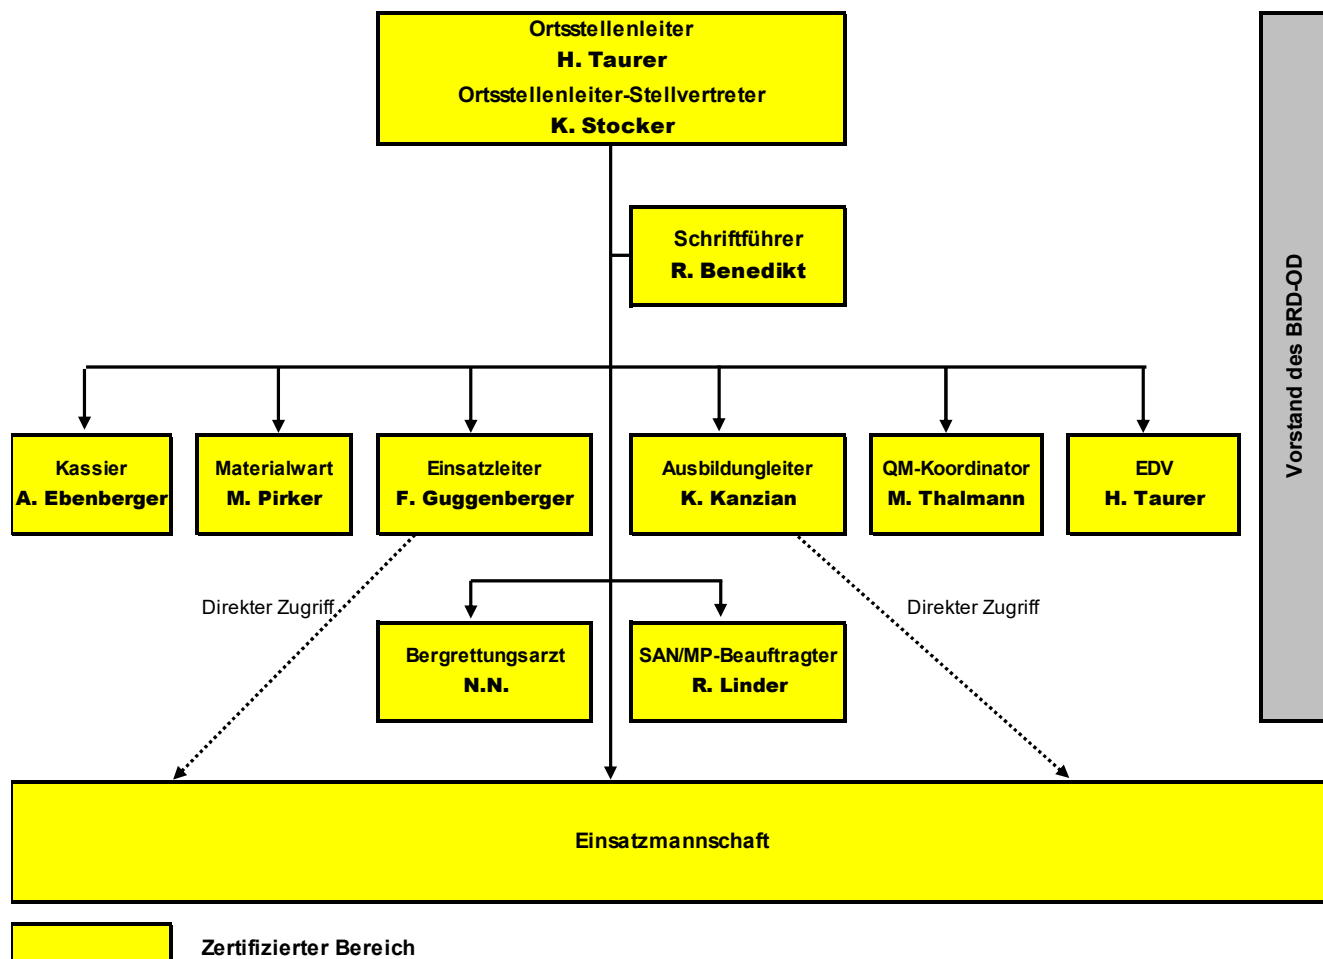 Ortsstellenleiter
H. Taurer
Ortsstellenleiter-Stellvertreter
K. Stocker
Schriftführer
R. Benedikt
Vorstand des BRD-OD
Kassier
A. Ebenberger
Materialwart
M. Pirker
Einsatzleiter
F. Guggenberger
Ausbildungleiter
K. Kanzian
QM-Koordinator
M. Thalmann
EDV
H. Taurer
Direkter Zugriff
Direkter Zugriff
Bergrettungsarzt
N.N.
SAN/MP-Beauftragter
R. Linder
Einsatzmannschaft
Zertifizierter Bereich